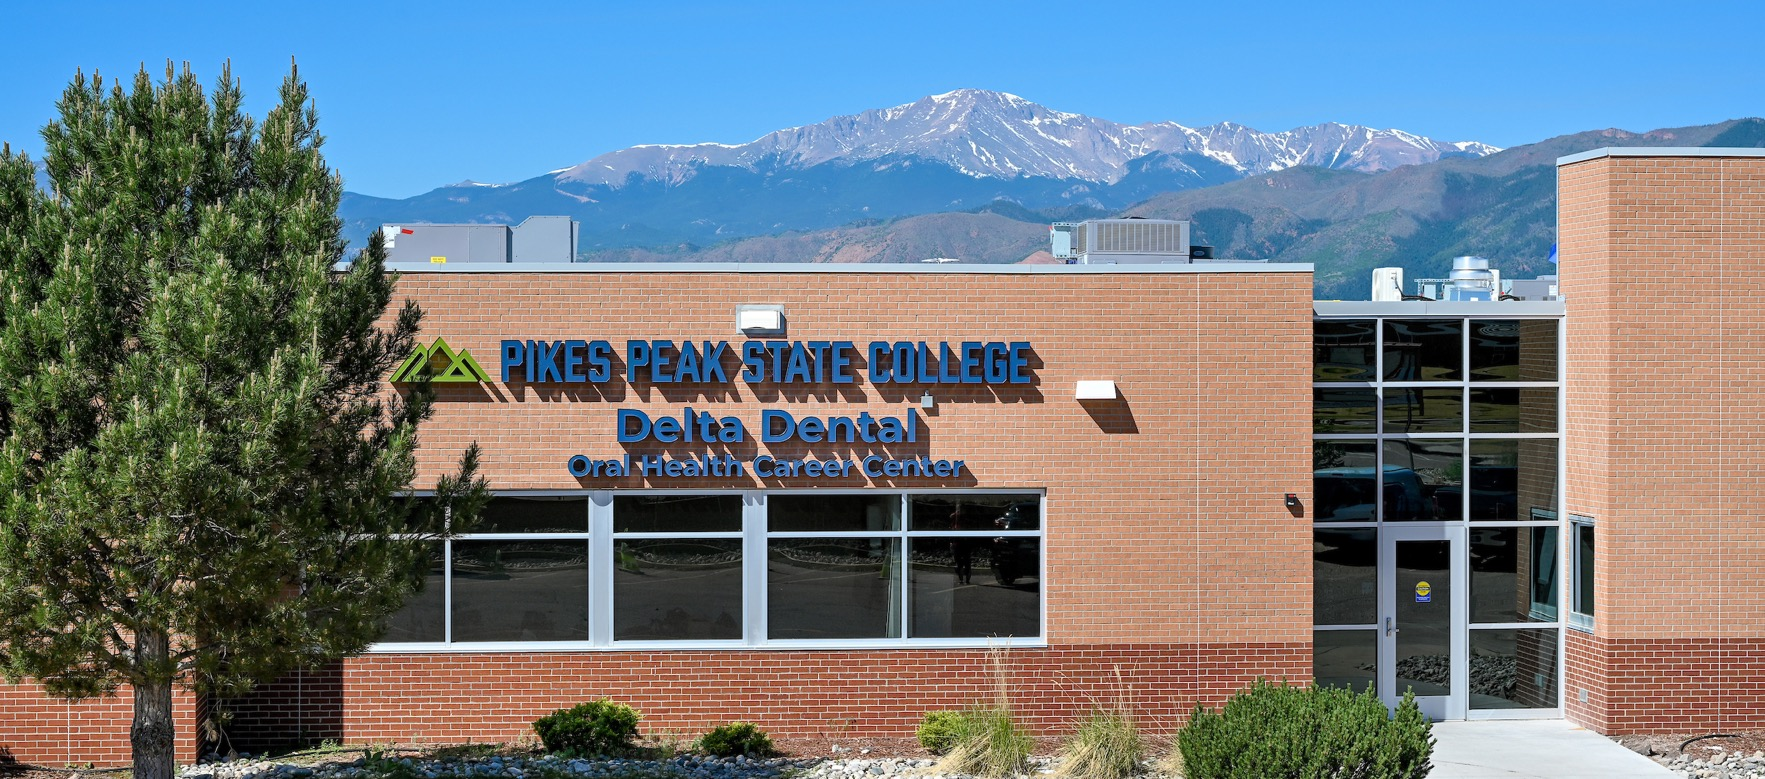 PIKES PEAK STATE COLLEGE
Delta Dental
Oral Health Career Center